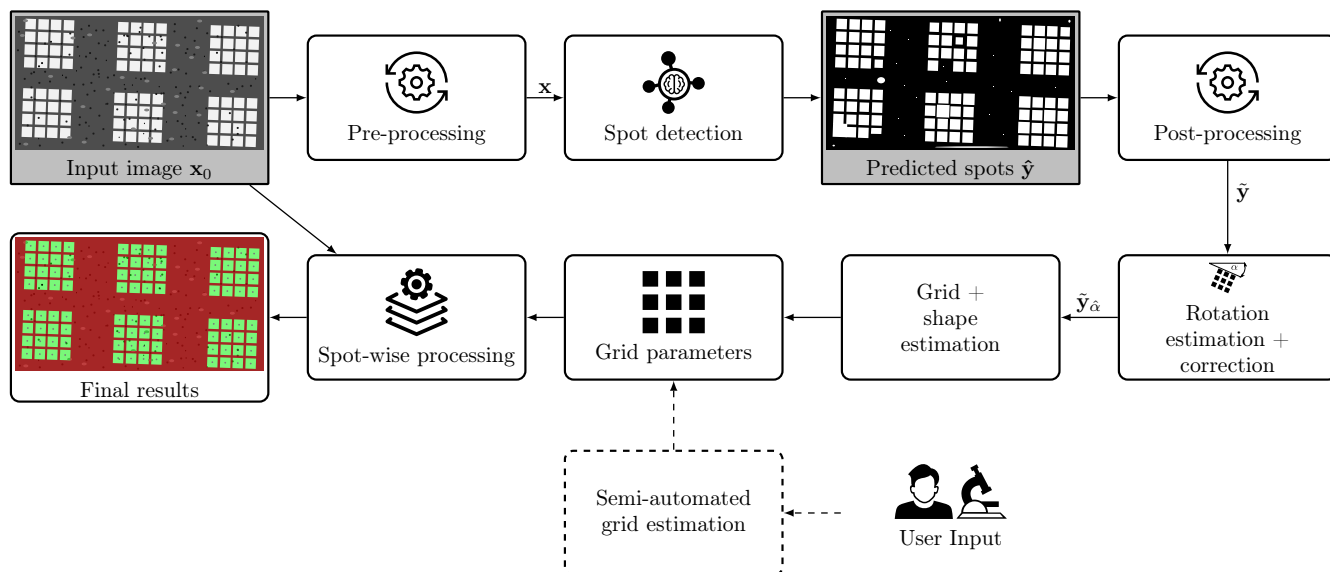 Input image x₀
Pre-processing
x
Spot detection
Predicted spots ŷ
Post-processing
ỹ
α
Rotation
estimation +
correction
ỹ_α̂
Grid +
shape
estimation
Grid parameters
Spot-wise processing
Final results
Semi-automated
grid estimation
User Input